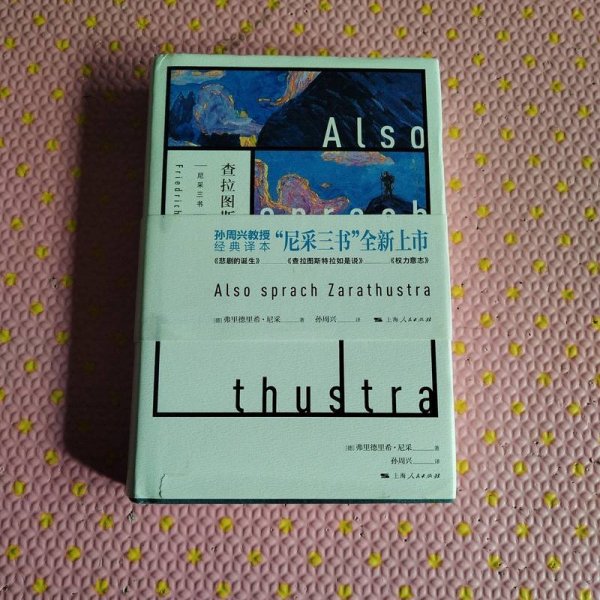 Also
查拉图斯
尼采三书
Friedrich
sprach
孙周兴教授
经典译本
“尼采三书”全新上市
《悲剧的诞生》 《查拉图斯特拉如是说》 《权力意志》
Also sprach Zarathustra
[德] 弗里德里希·尼采 著 孙周兴 译 上海人民出版社
thustra
[德] 弗里德里希·尼采 著
孙周兴 译
上海人民出版社